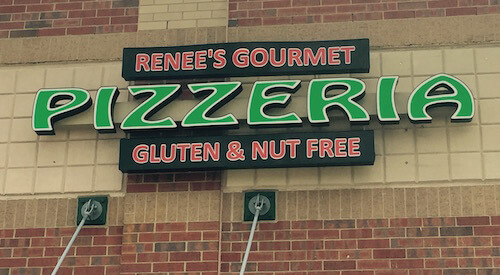 RENEE'S GOURMET
PIZZERIA
GLUTEN & NUT FREE